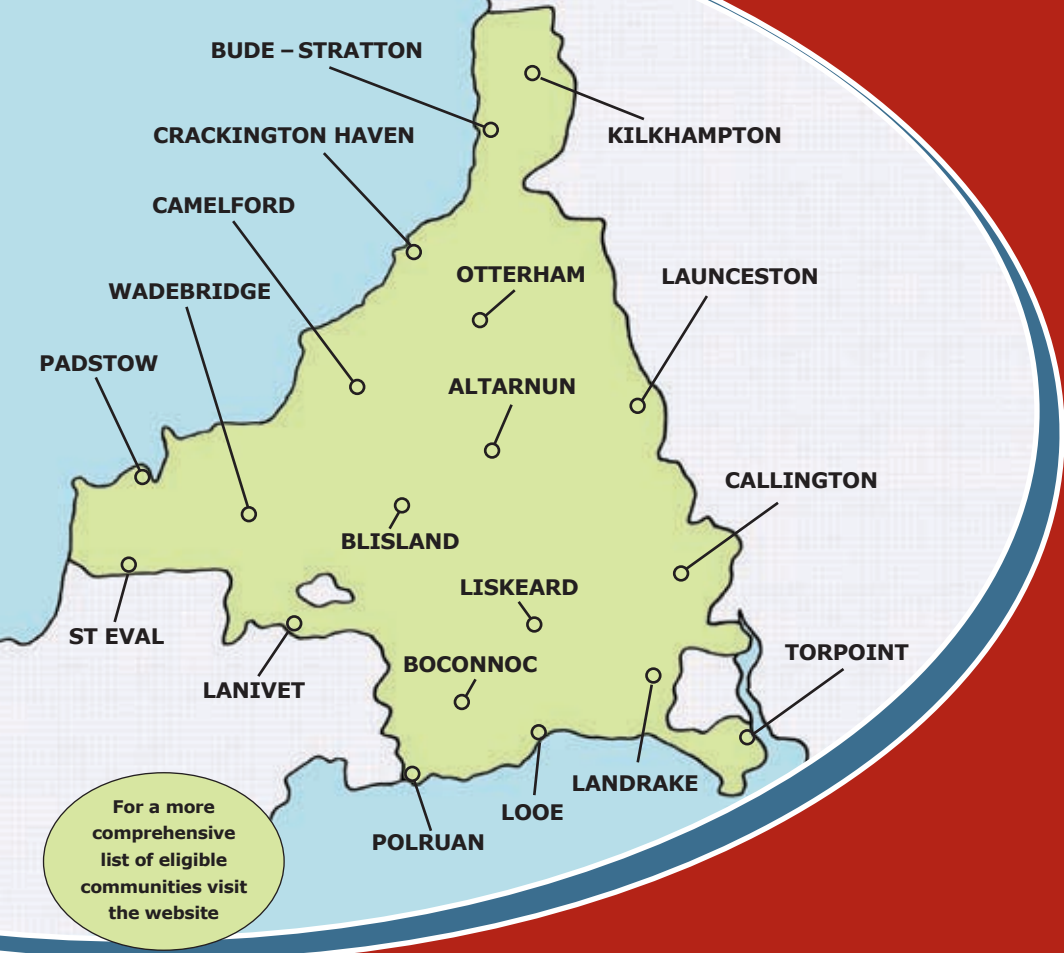 BUDE – STRATTON
KILKHAMPTON
CRACKINGTON HAVEN
CAMELFORD
OTTERHAM
LAUNCESTON
WADEBRIDGE
PADSTOW
ALTARNUN
CALLINGTON
BLISLAND
LISKEARD
ST EVAL
TORPOINT
BOCONNOC
LANIVET
LANDRAKE
LOOE
POLRUAN
For a more
comprehensive
list of eligible
communities visit
the website